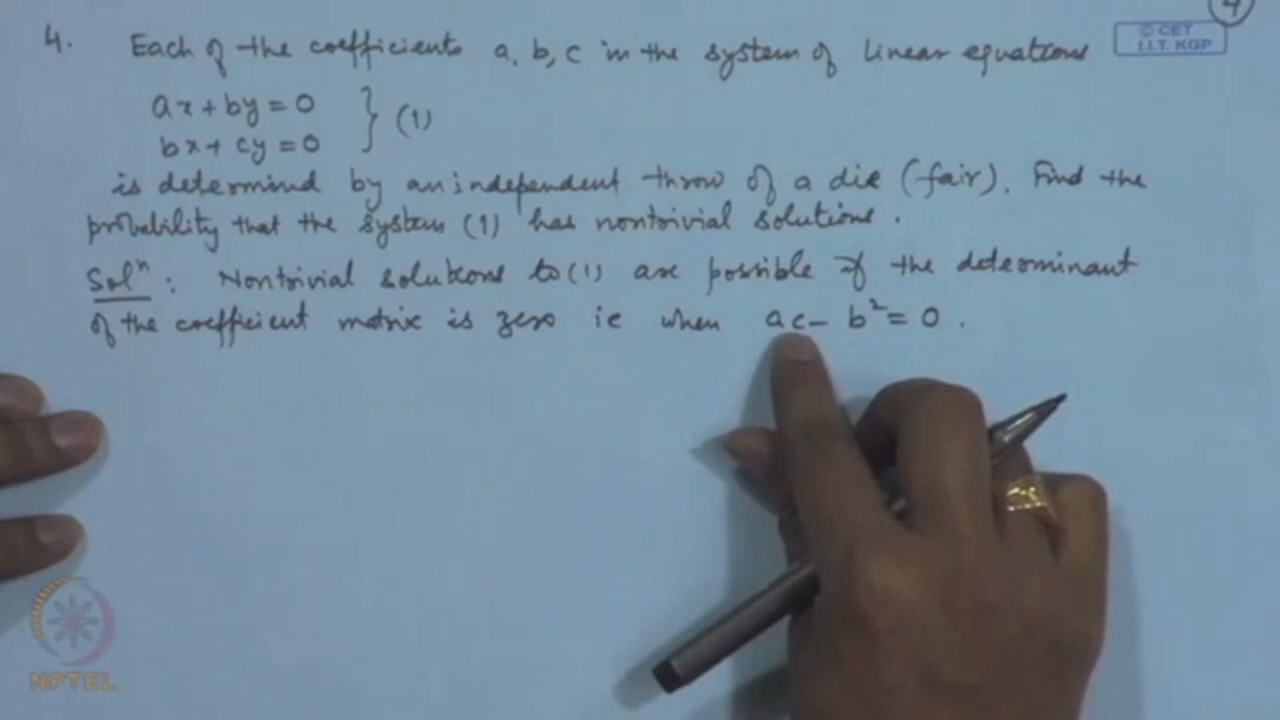 4
© CET
I.I.T. KGP
4. Each of the coefficients a, b, c in the system of linear equations
ax + by = 0
bx + cy = 0 } (1)
is determind by an independent throw of a die (fair). Find the
probability that the system (1) has nontrivial solutions.
Solⁿ: Nontrivial solutions to (1) are possible if the determinant
of the coefficient matrix is zero ie when ac - b² = 0.
NPTEL